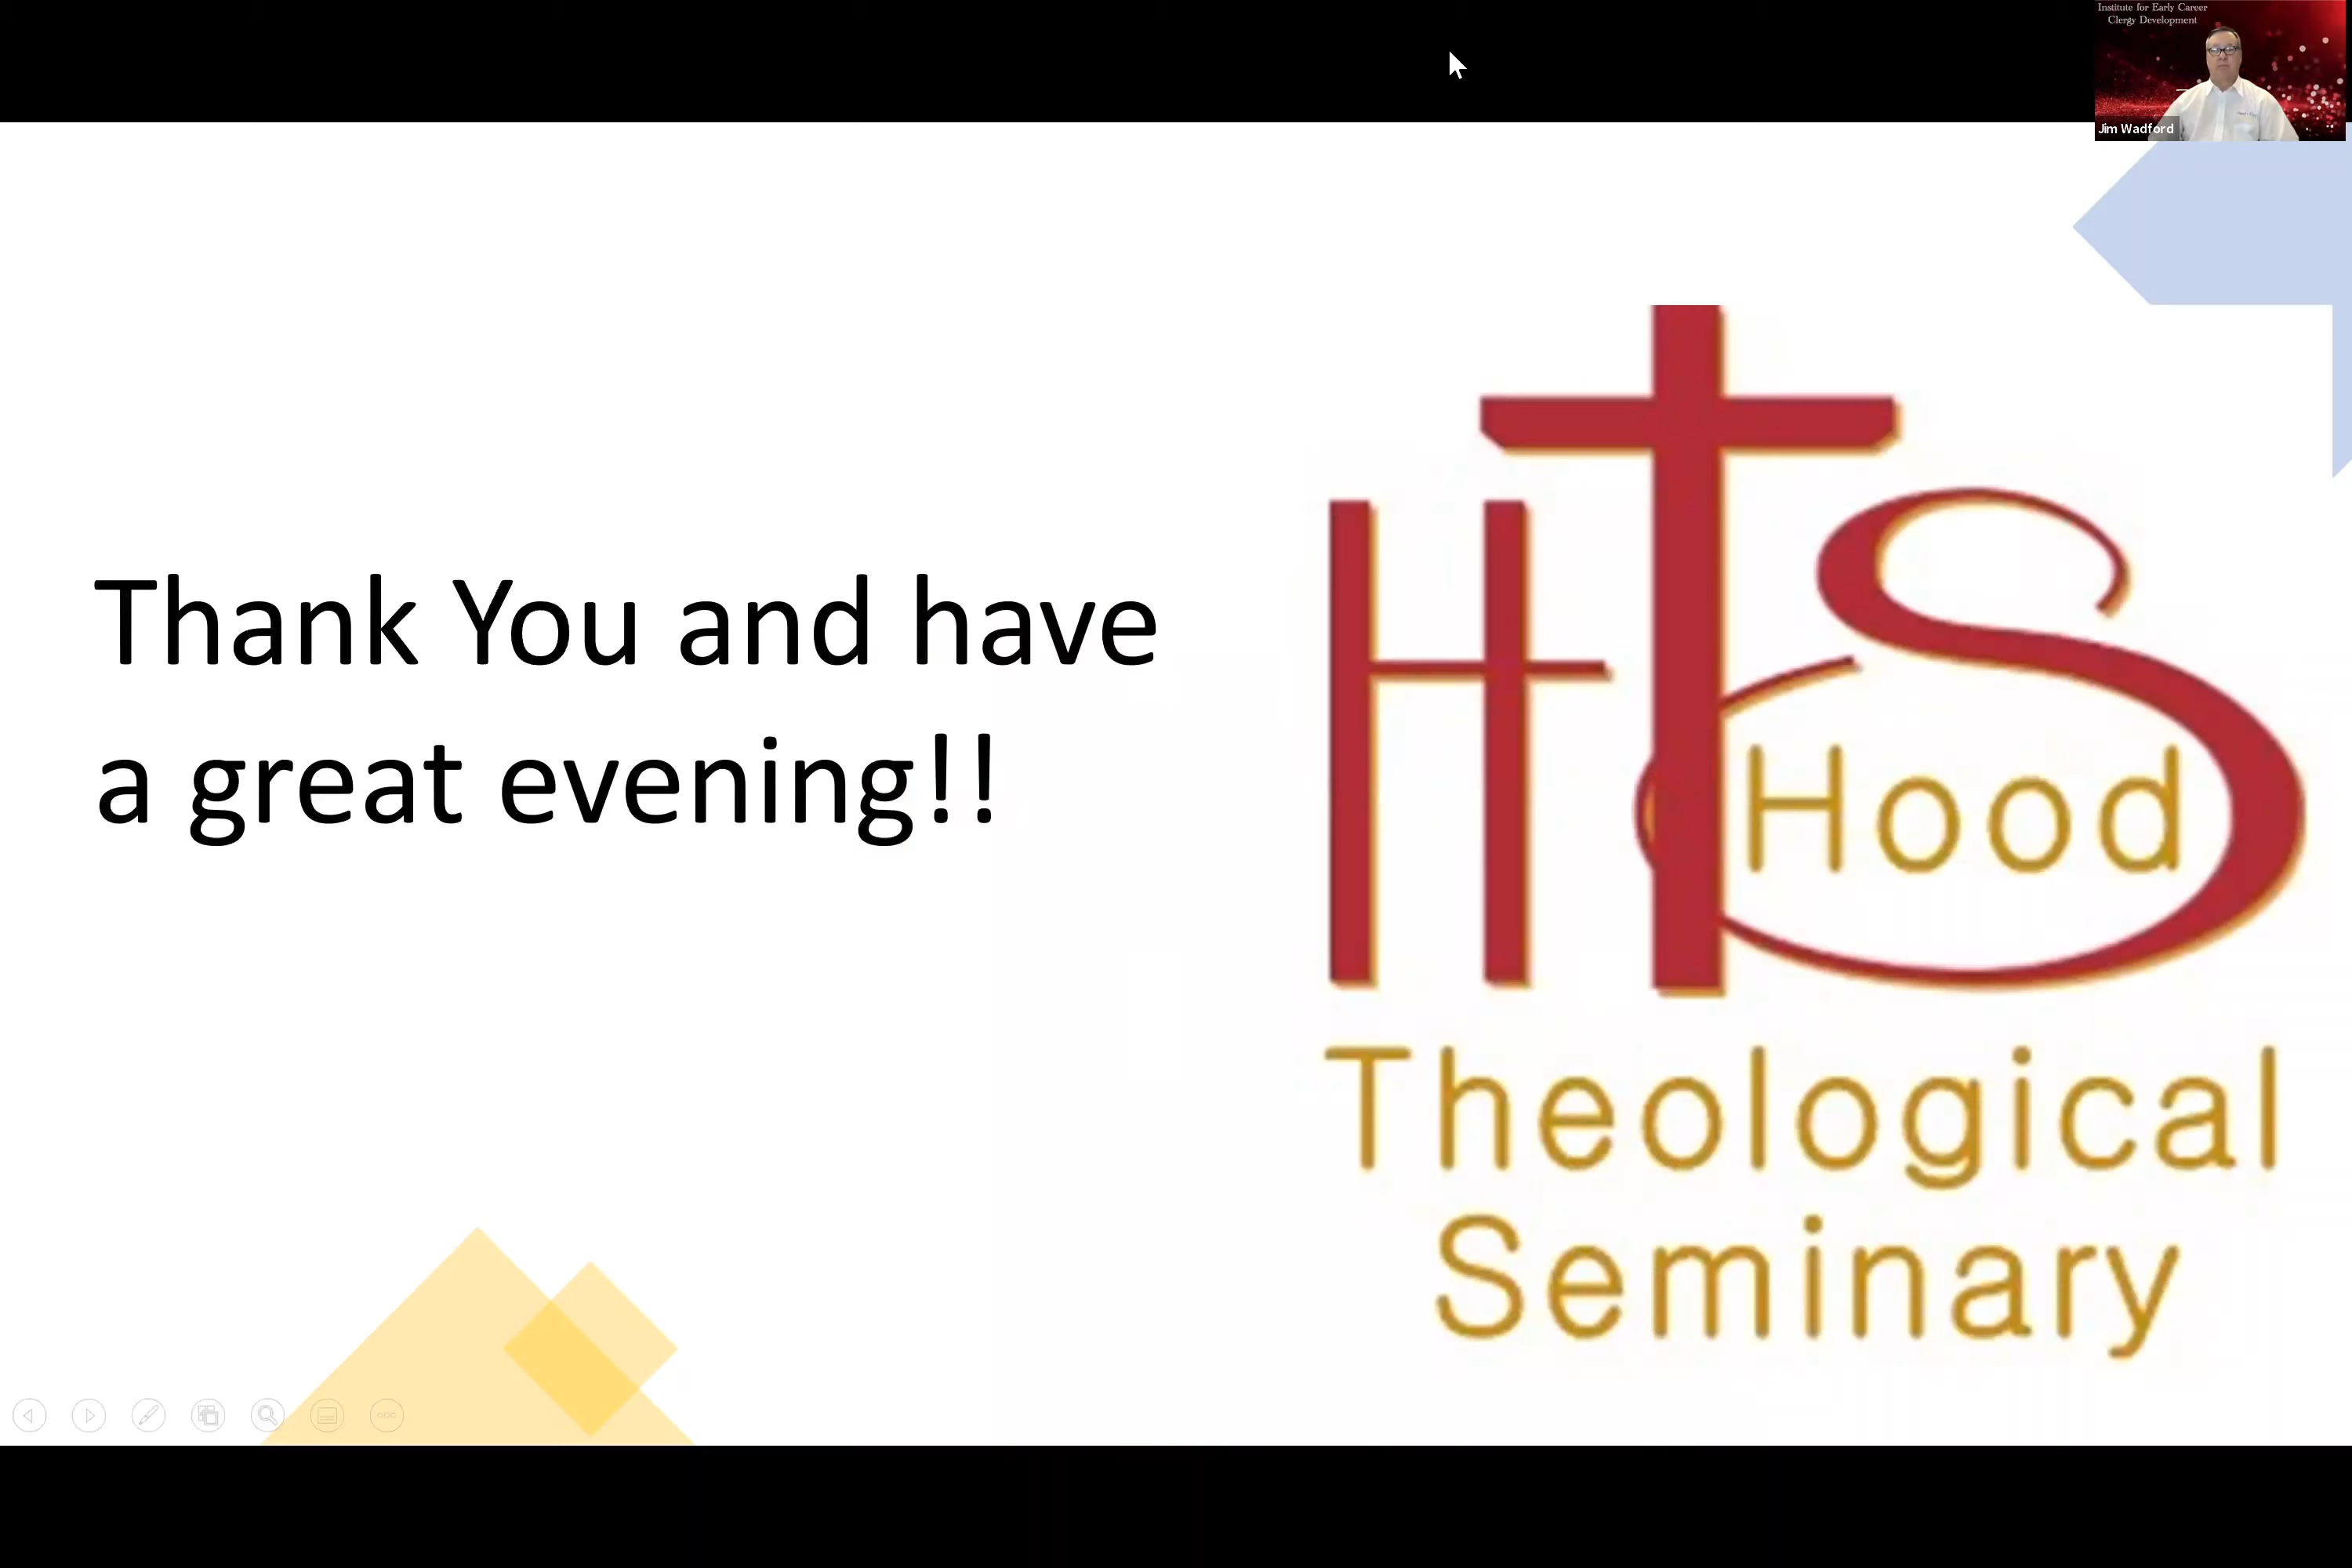 Institute for Early Career
Clergy Development
Jim Wadford
Thank You and have
a great evening!!
HTS
Hood
Theological
Seminary